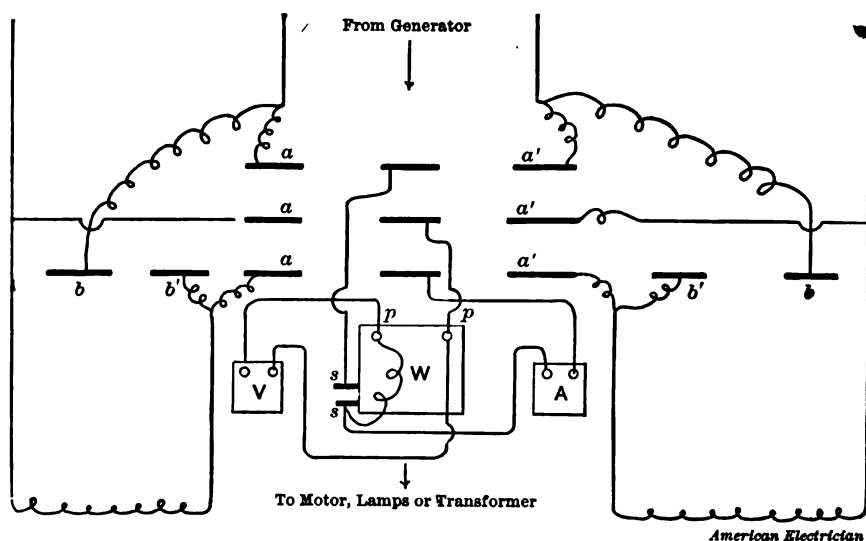 From Generator
a a'
a a'
b b' a a' b' b
p p
V W A
s
s
To Motor, Lamps or Transformer
American Electrician